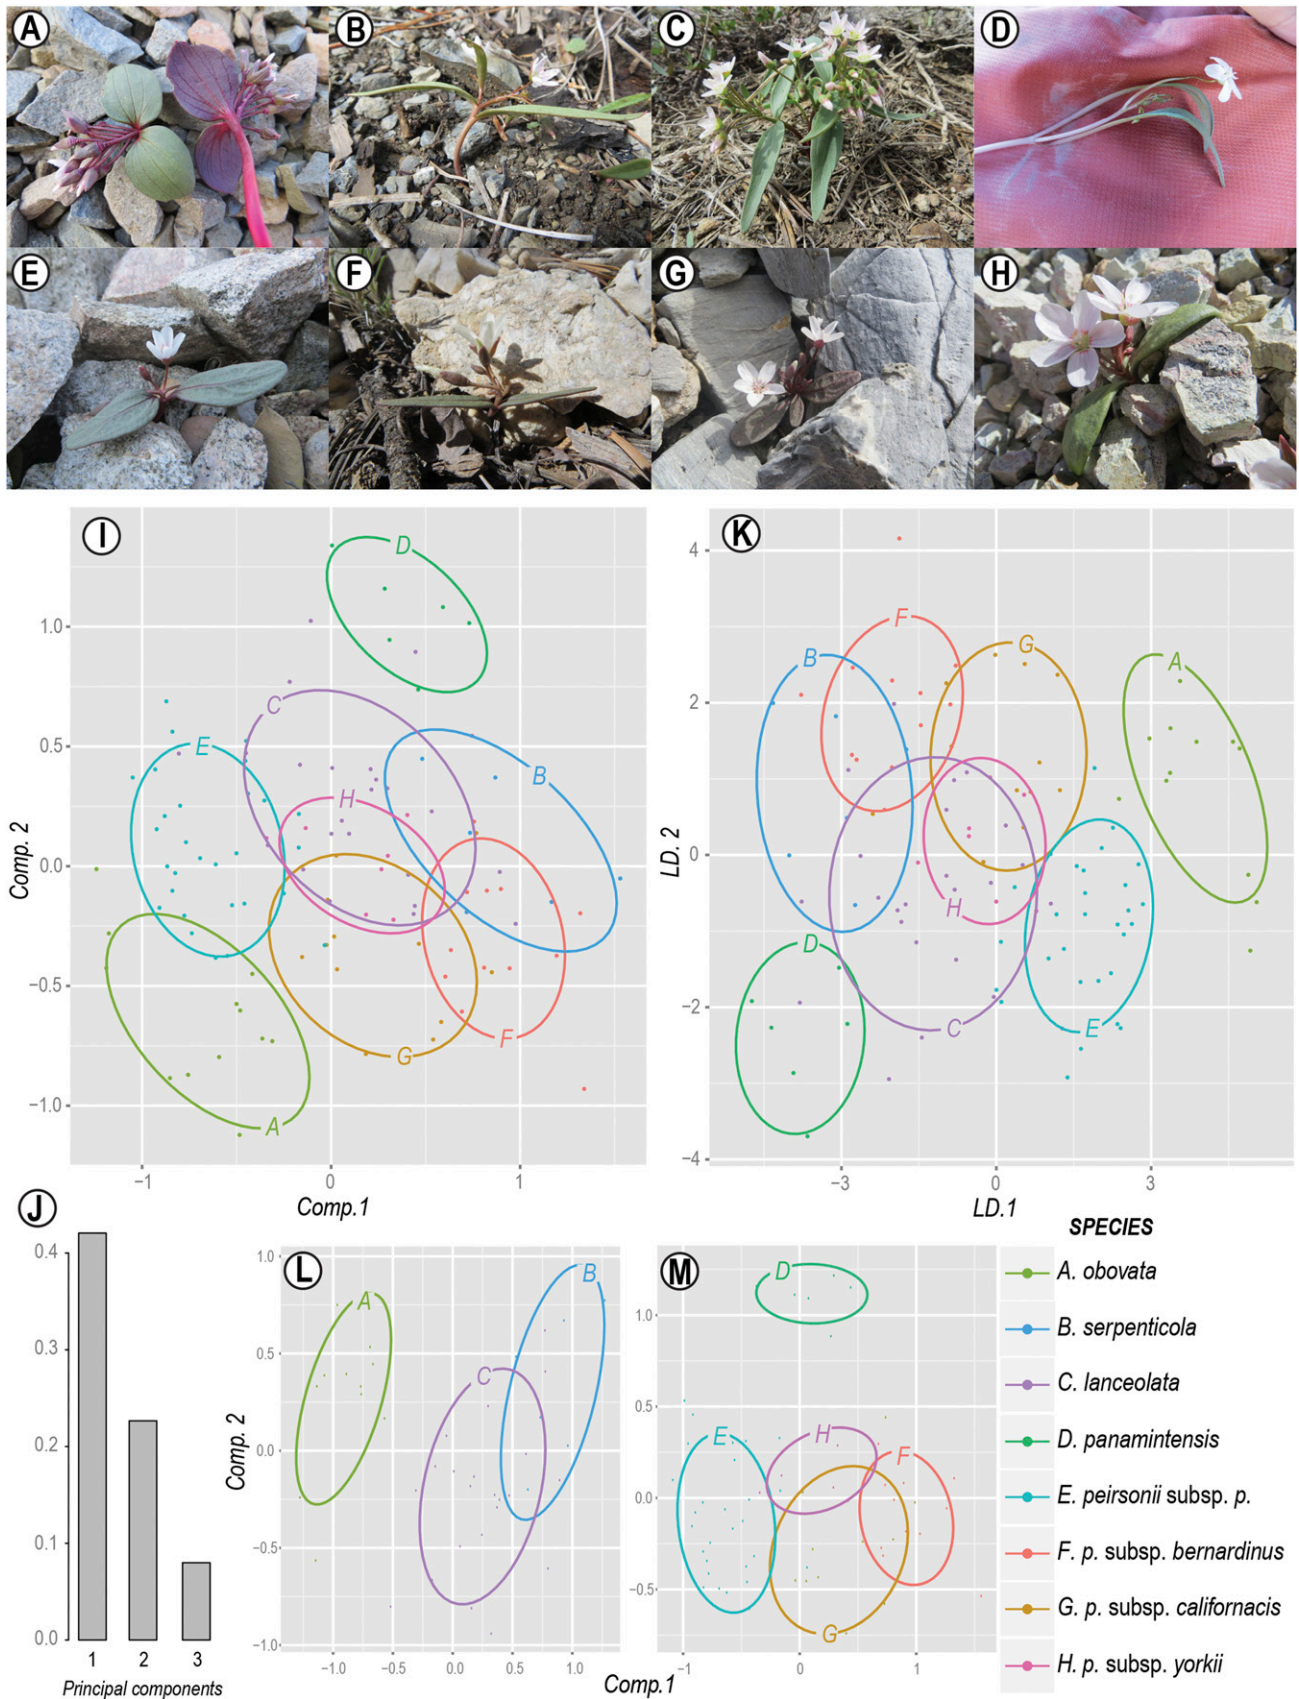 A B C D
E F G H
I
D
C
E
B
H
F
G
A
1.0
0.5
0.0
−0.5
−1.0
Comp. 2
−1 0 1
Comp.1
K
F
G
B
A
H
D
C
E
4
2
0
−2
−4
LD. 2
−3 0 3
LD.1
J
0.4
0.3
0.2
0.1
0.0
1 2 3
Principal components
L
A
B
C
1.0
0.5
0.0
−0.5
−1.0
Comp. 2
−1.0 0.0 0.5 1.0
M
D
E
H
F
G
1.0
0.5
0.0
−0.5
−1 0 1
Comp.1
SPECIES
A. obovata
B. serpenticola
C. lanceolata
D. panamintensis
E. peirsonii subsp. p.
F. p. subsp. bernardinus
G. p. subsp. californacis
H. p. subsp. yorkii